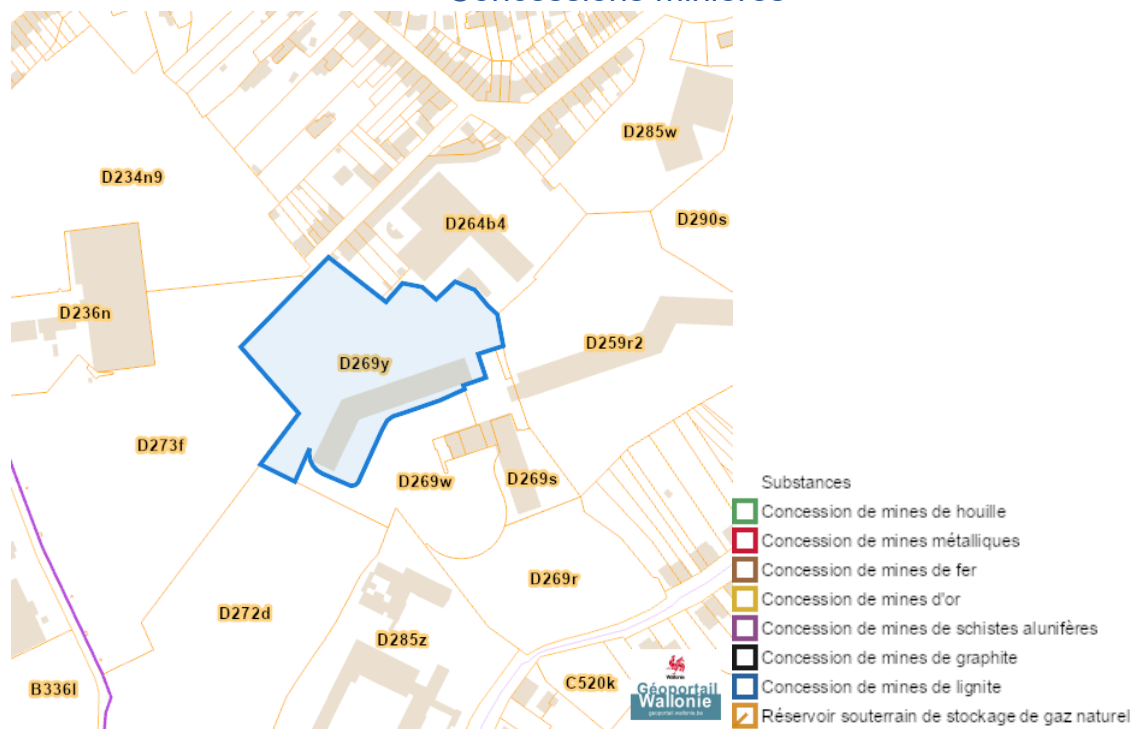 Concessions minières
D285w
D234n9
D264b4
D290s
D236n
D259r2
D269y
D273f
D269w
D269s
Substances
Concession de mines de houille
Concession de mines métalliques
Concession de mines de fer
Concession de mines d'or
Concession de mines de schistes alunifères
Concession de mines de graphite
Concession de mines de lignite
Réservoir souterrain de stockage de gaz naturel
D269r
D272d
D285z
B336l
C520k
Wallonie
Géoportail
Wallonie
geoportail.wallonie.be